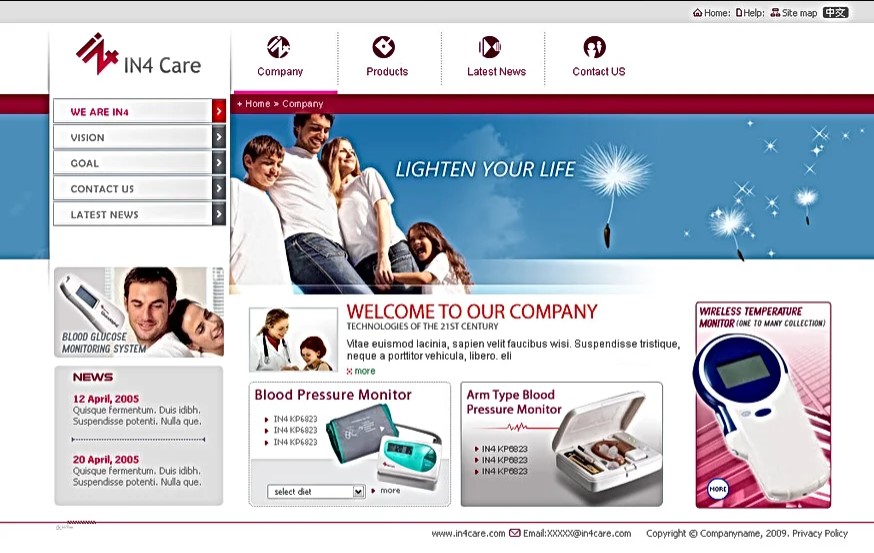 Home: Help: Site map 中文
IN4 Care
Company Products Latest News Contact US
+ Home » Company
WE ARE IN4
VISION
GOAL
CONTACT US
LATEST NEWS
LIGHTEN YOUR LIFE
BLOOD GLUCOSE
MONITORING SYSTEM
NEWS
12 April, 2005
Quisque fermentum. Duis idibh.
Suspendisse potenti. Nulla que.
20 April, 2005
Quisque fermentum. Duis idibh.
Suspendisse potenti. Nulla que.
WELCOME TO OUR COMPANY
TECHNOLOGIES OF THE 21ST CENTURY
Vitae euismod lacinia, sapien velit faucibus wisi. Suspendisse tristique,
neque a porttitor vehicula, libero. eli
more
Blood Pressure Monitor
IN4 KP6823
IN4 KP6823
IN4 KP6823
select diet
more
Arm Type Blood
Pressure Monitor
IN4 KP6823
IN4 KP6823
IN4 KP6823
WIRELESS TEMPERATURE
MONITOR (ONE TO MANY COLLECTION)
MORE
www.in4care.com Email:XXXXX@in4care.com Copyright © Companyname, 2009. Privacy Policy